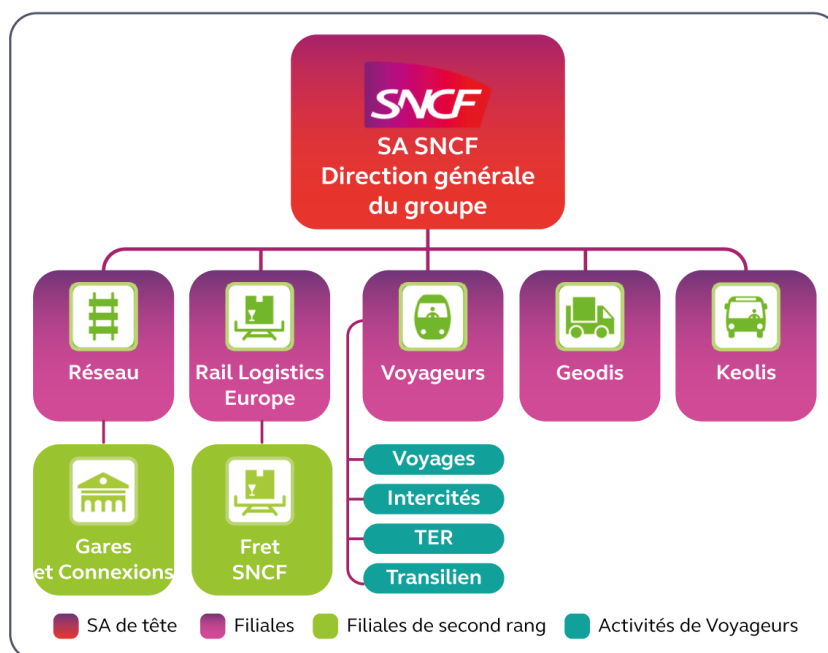 SNCF
SA SNCF
Direction générale
du groupe
Réseau
Rail Logistics
Europe
Voyageurs
Geodis
Keolis
Gares
et Connexions
Fret
SNCF
Voyages
Intercités
TER
Transilien
SA de tête
Filiales
Filiales de second rang
Activités de Voyageurs